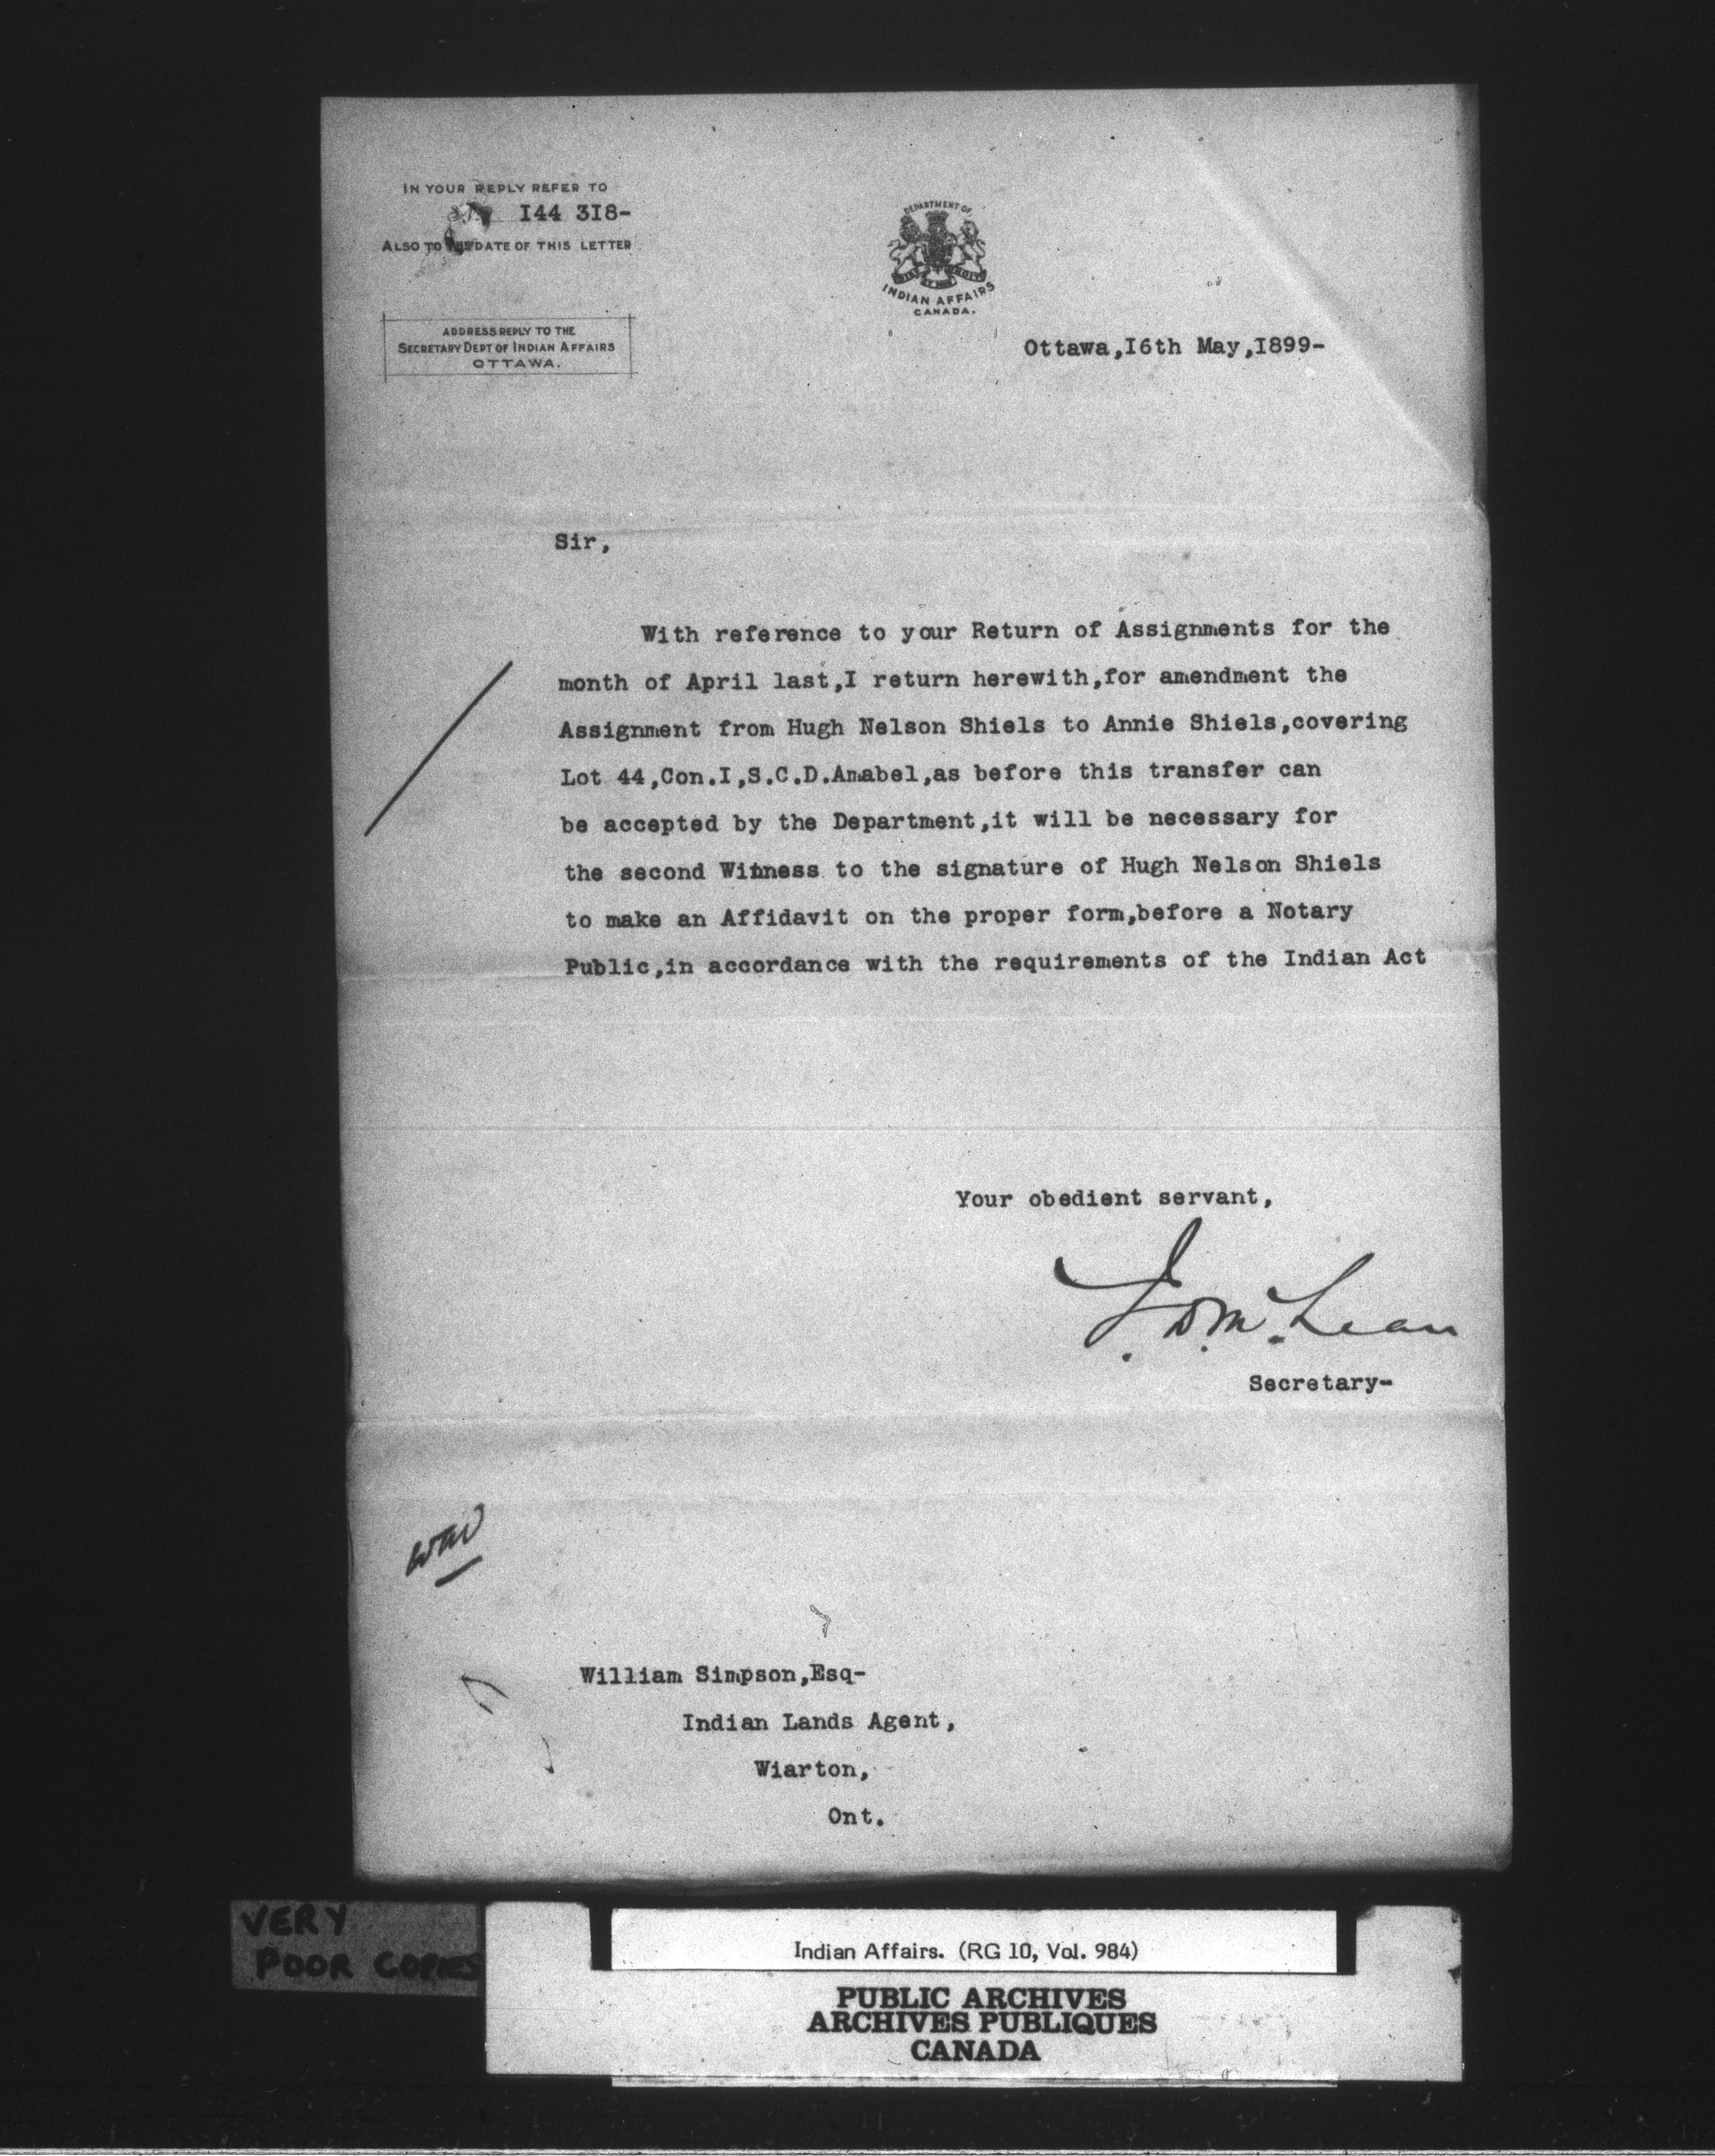 IN YOUR REPLY REFER TO
I44 3I8-
ALSO TO THE DATE OF THIS LETTER
ADDRESS REPLY TO THE
SECRETARY DEPT OF INDIAN AFFAIRS
OTTAWA.
DEPARTMENT OF
INDIAN AFFAIRS
CANADA.
Ottawa,I6th May,I899-
Sir,
With reference to your Return of Assignments for the
month of April last,I return herewith,for amendment the
Assignment from Hugh Nelson Shiels to Annie Shiels,covering
Lot 44,Con.I,S.C.D.Amabel,as before this transfer can
be accepted by the Department,it will be necessary for
the second Witness to the signature of Hugh Nelson Shiels
to make an Affidavit on the proper form,before a Notary
Public,in accordance with the requirements of the Indian Act
Your obedient servant,
J. D. McLean
Secretary-
William Simpson,Esq-
Indian Lands Agent,
Wiarton,
Ont.
VERY
POOR COPIES
Indian Affairs. (RG 10, Vol. 984)
PUBLIC ARCHIVES
ARCHIVES PUBLIQUES
CANADA